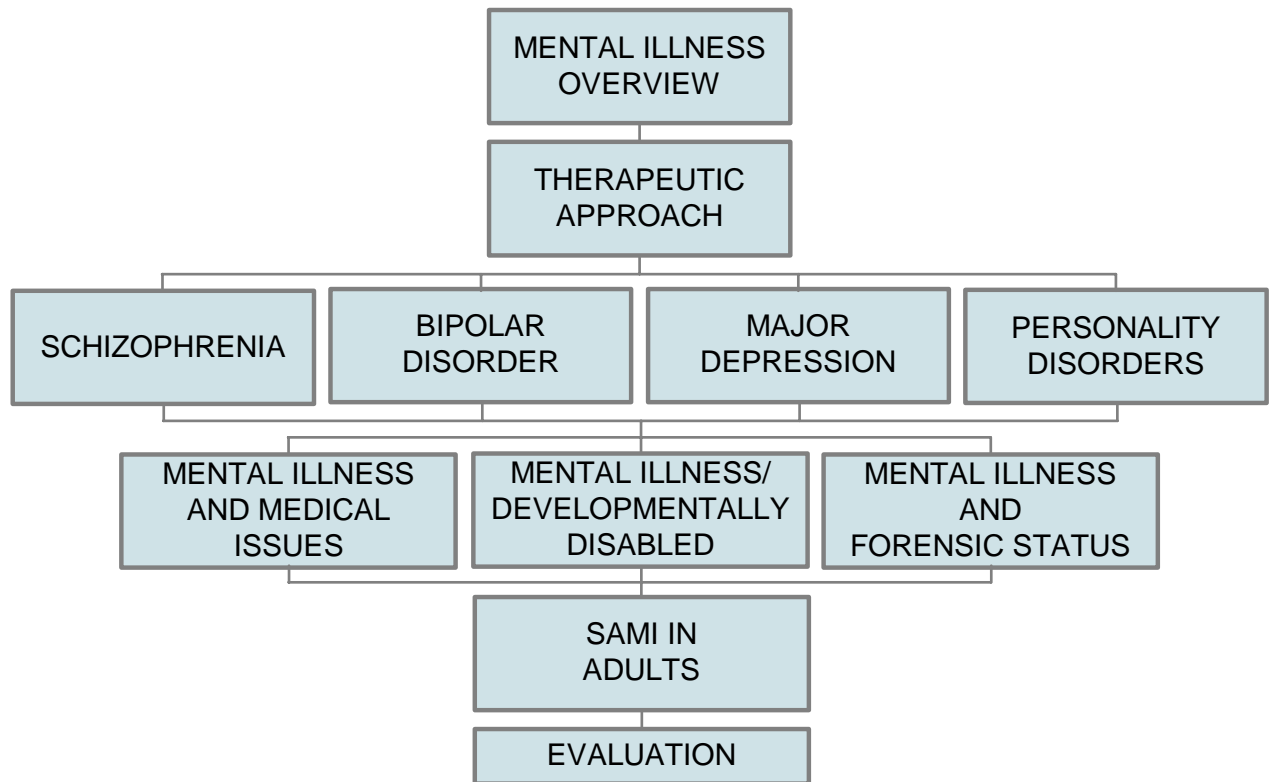 MENTAL ILLNESS
OVERVIEW
THERAPEUTIC
APPROACH
SCHIZOPHRENIA
BIPOLAR
DISORDER
MAJOR
DEPRESSION
PERSONALITY
DISORDERS
MENTAL ILLNESS
AND MEDICAL
ISSUES
MENTAL ILLNESS/
DEVELOPMENTALLY
DISABLED
MENTAL ILLNESS
AND
FORENSIC STATUS
SAMI IN
ADULTS
EVALUATION